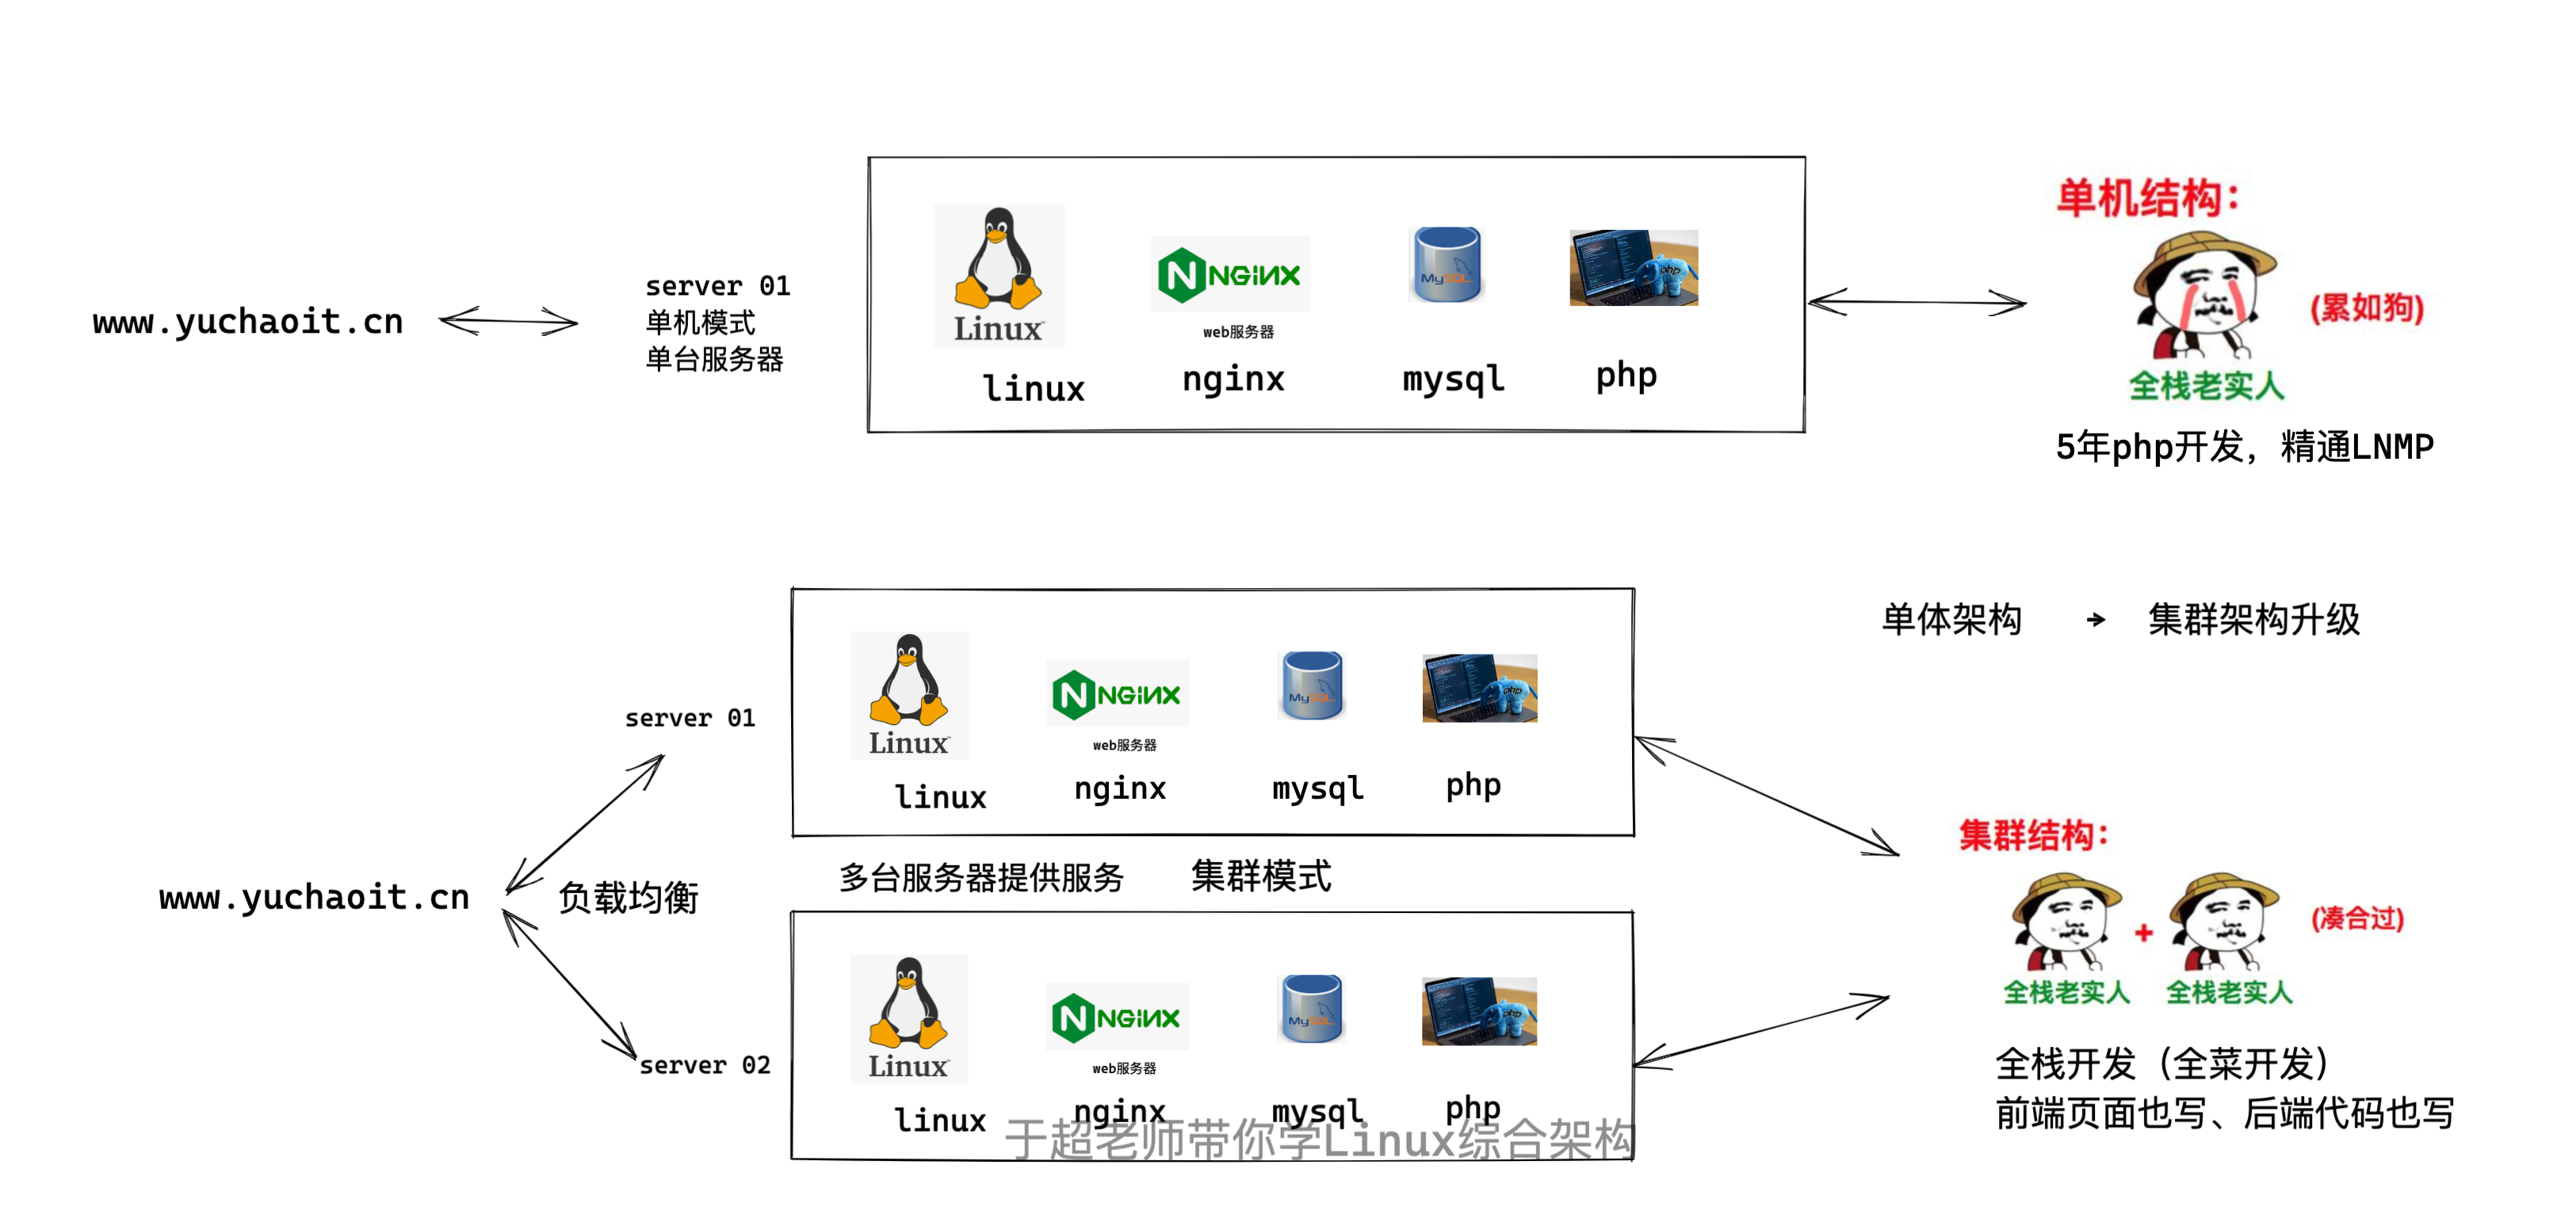 单机结构：
server 01
www.yuchaoit.cn
单机模式
单台服务器
Linux
NGINX
MySQL
php
web服务器
linux
nginx
mysql
php
(累如狗)
全栈老实人
5年php开发，精通LNMP
单体架构 → 集群架构升级
server 01
Linux
NGINX
MySQL
php
web服务器
linux
nginx
mysql
php
www.yuchaoit.cn
负载均衡
多台服务器提供服务 集群模式
集群结构：
+
(凑合过)
全栈老实人 全栈老实人
server 02
Linux
NGINX
MySQL
php
web服务器
linux
nginx
mysql
php
全栈开发（全菜开发）
前端页面也写、后端代码也写
于超老师带你学Linux综合架构